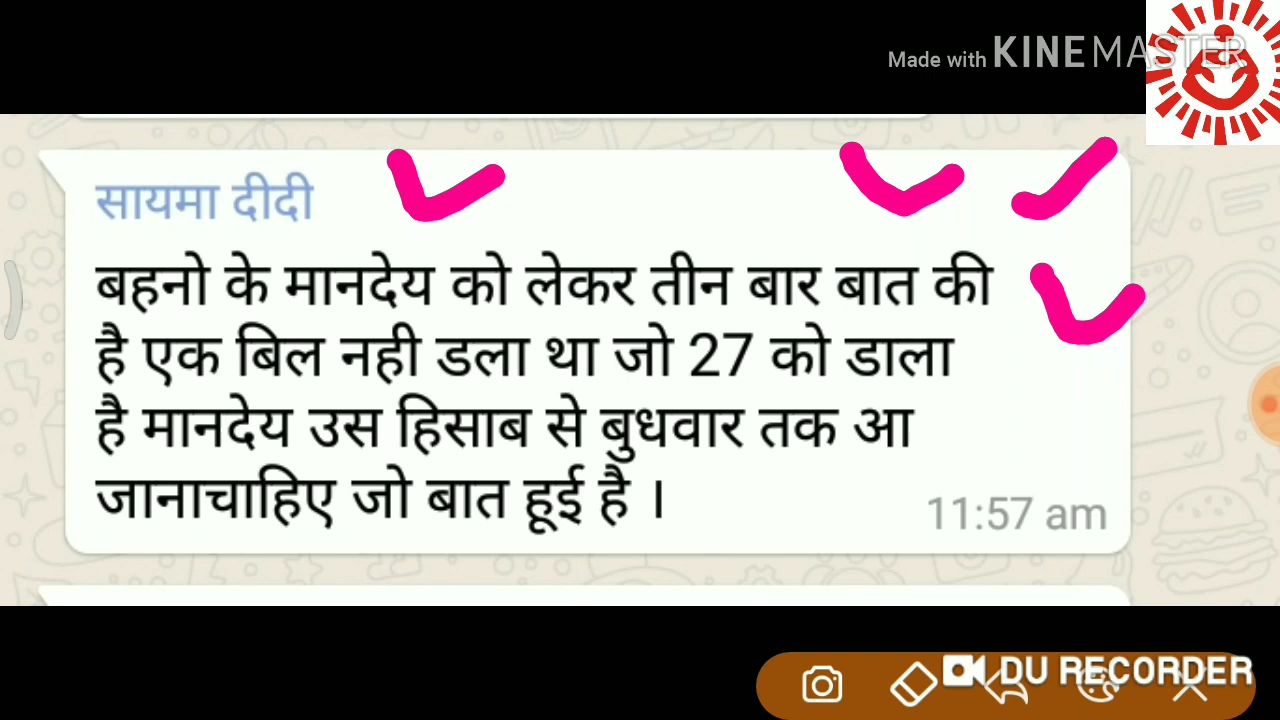 Made with KINEMASTER
सायमा दीदी
बहनो के मानदेय को लेकर तीन बार बात की
है एक बिल नही डला था जो 27 को डाला
है मानदेय उस हिसाब से बुधवार तक आ
जानाचाहिए जो बात हूई है ।
11:57 am
DU RECORDER